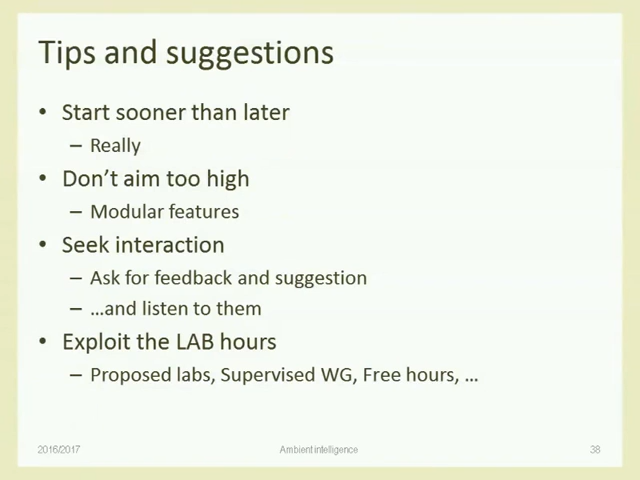 Tips and suggestions
• Start sooner than later
– Really
• Don't aim too high
– Modular features
• Seek interaction
– Ask for feedback and suggestion
– …and listen to them
• Exploit the LAB hours
– Proposed labs, Supervised WG, Free hours, …
2016/2017 Ambient intelligence 38